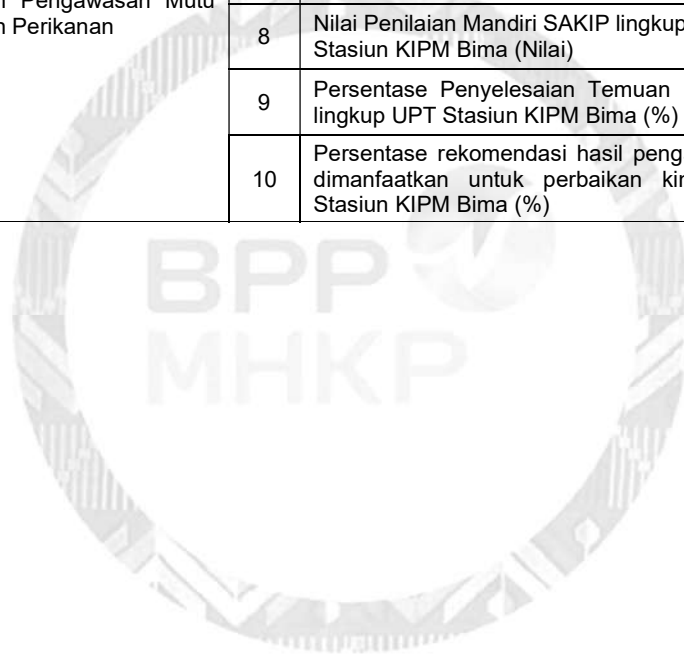 Pengawasan Mutu
Perikanan
8
Nilai Penilaian Mandiri SAKIP lingkup
Stasiun KIPM Bima (Nilai)
9
Persentase Penyelesaian Temuan
lingkup UPT Stasiun KIPM Bima (%)
10
Persentase rekomendasi hasil peng
dimanfaatkan untuk perbaikan kin
Stasiun KIPM Bima (%)
BPP
MHKP